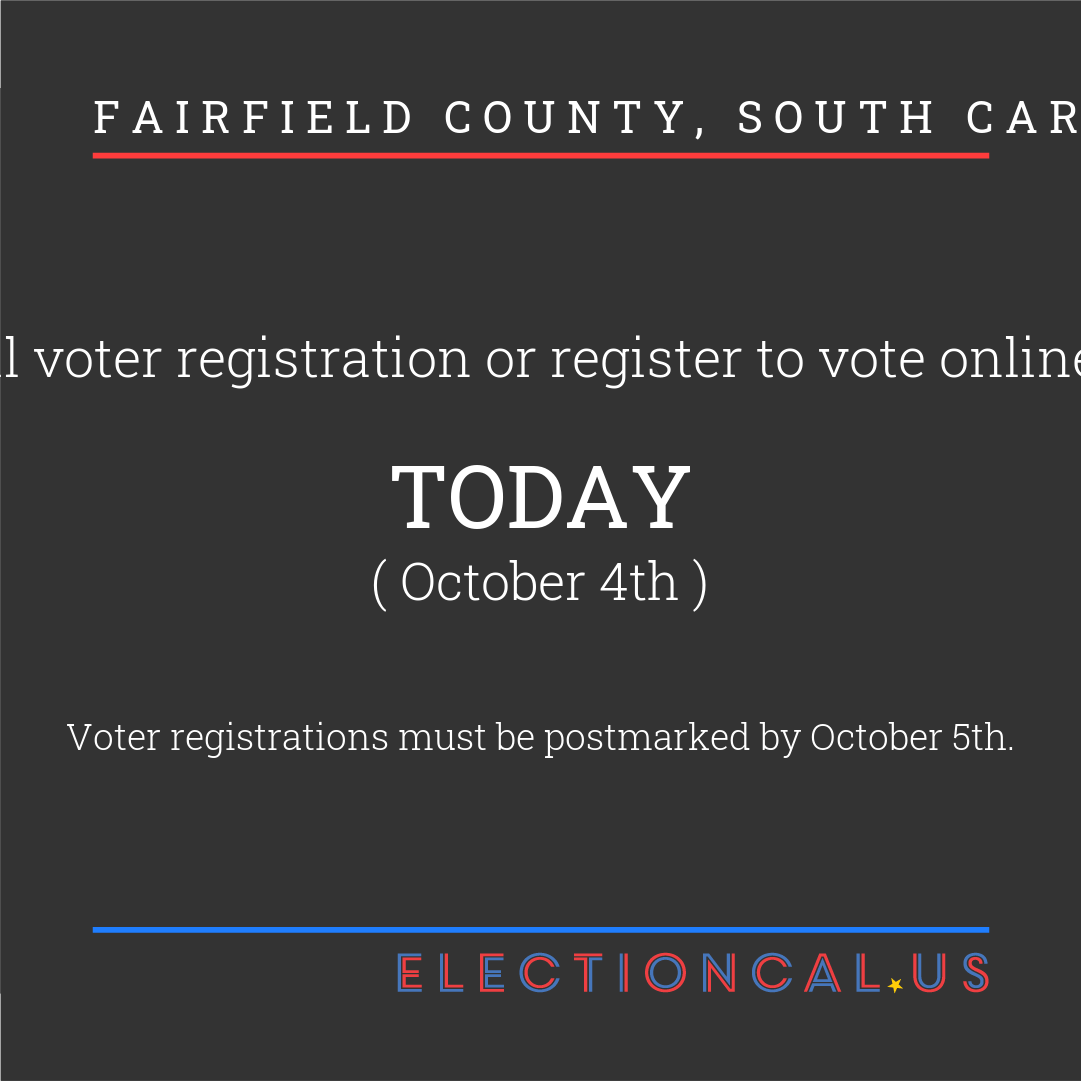 FAIRFIELD COUNTY, SOUTH CAR
voter registration or register to vote online
TODAY
( October 4th )
Voter registrations must be postmarked by October 5th.
ELECTIONCAL.US